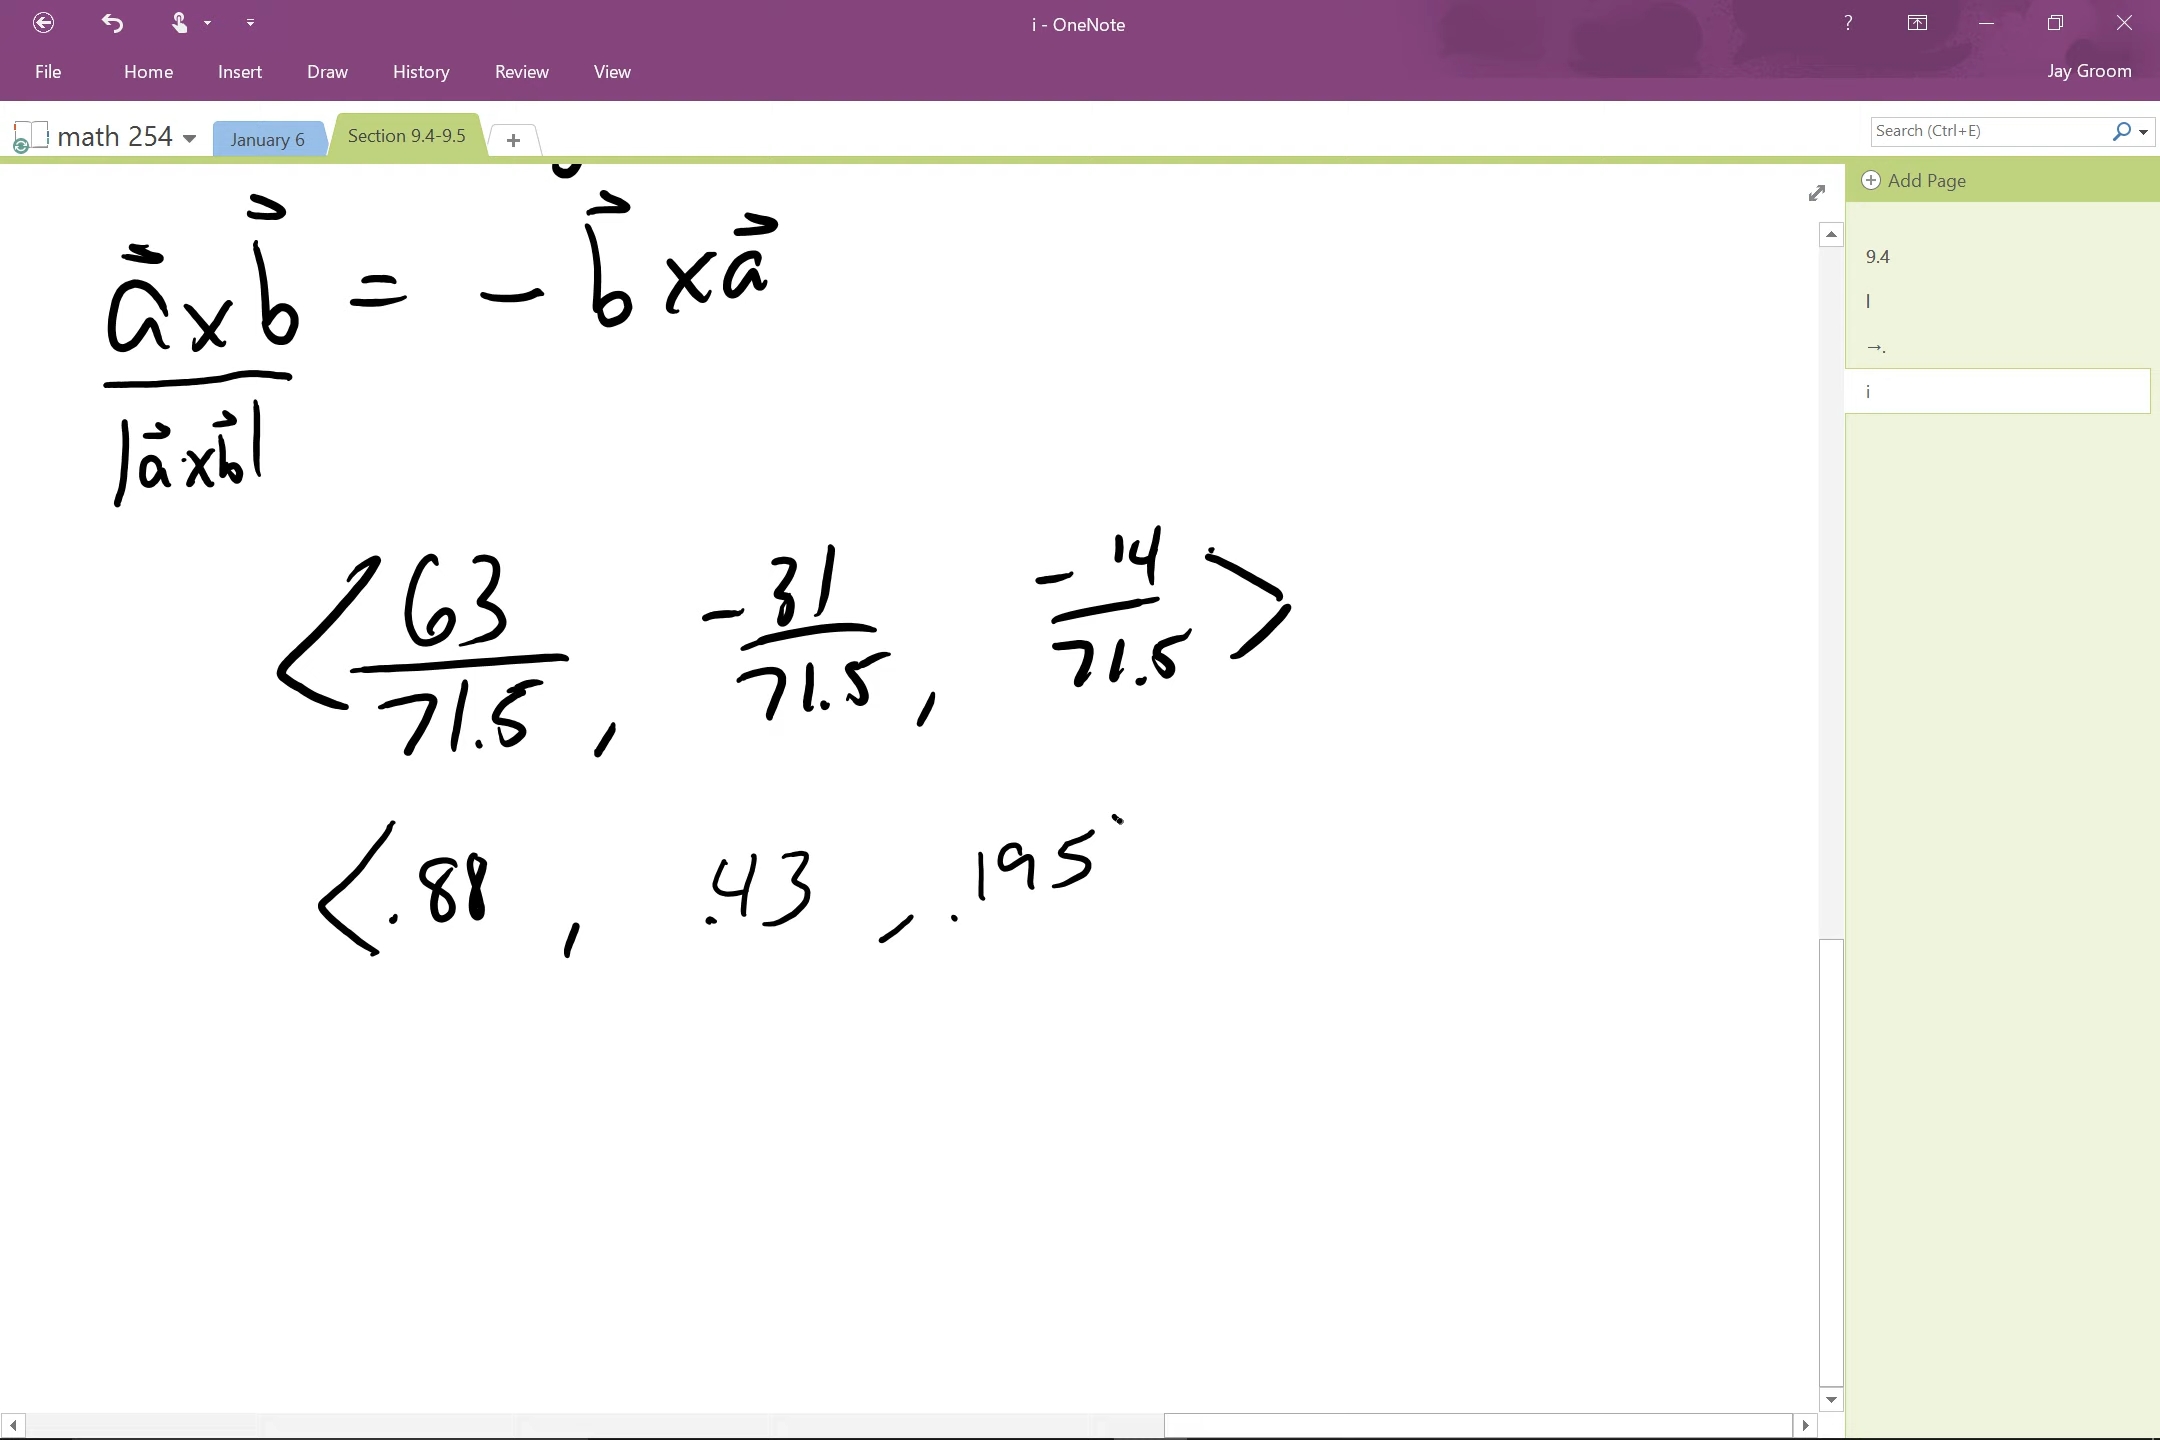 i - OneNote
?
File Home Insert Draw History Review View
Jay Groom
math 254 January 6 Section 9.4-9.5 +
Search (Ctrl+E)
Add Page
9.4
I
→.
i
a⃗ x b⃗ = - b⃗ x a⃗
|a⃗ x b⃗|
< 63/71.5 , -31/71.5 , -14/71.5 >
< .88 , .43 , .195